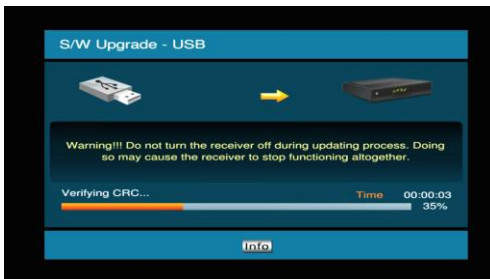 S/W Upgrade - USB
Warning!!! Do not turn the receiver off during updating process. Doing
so may cause the receiver to stop functioning altogether.
Verifying CRC... Time 00:00:03
35%
Info